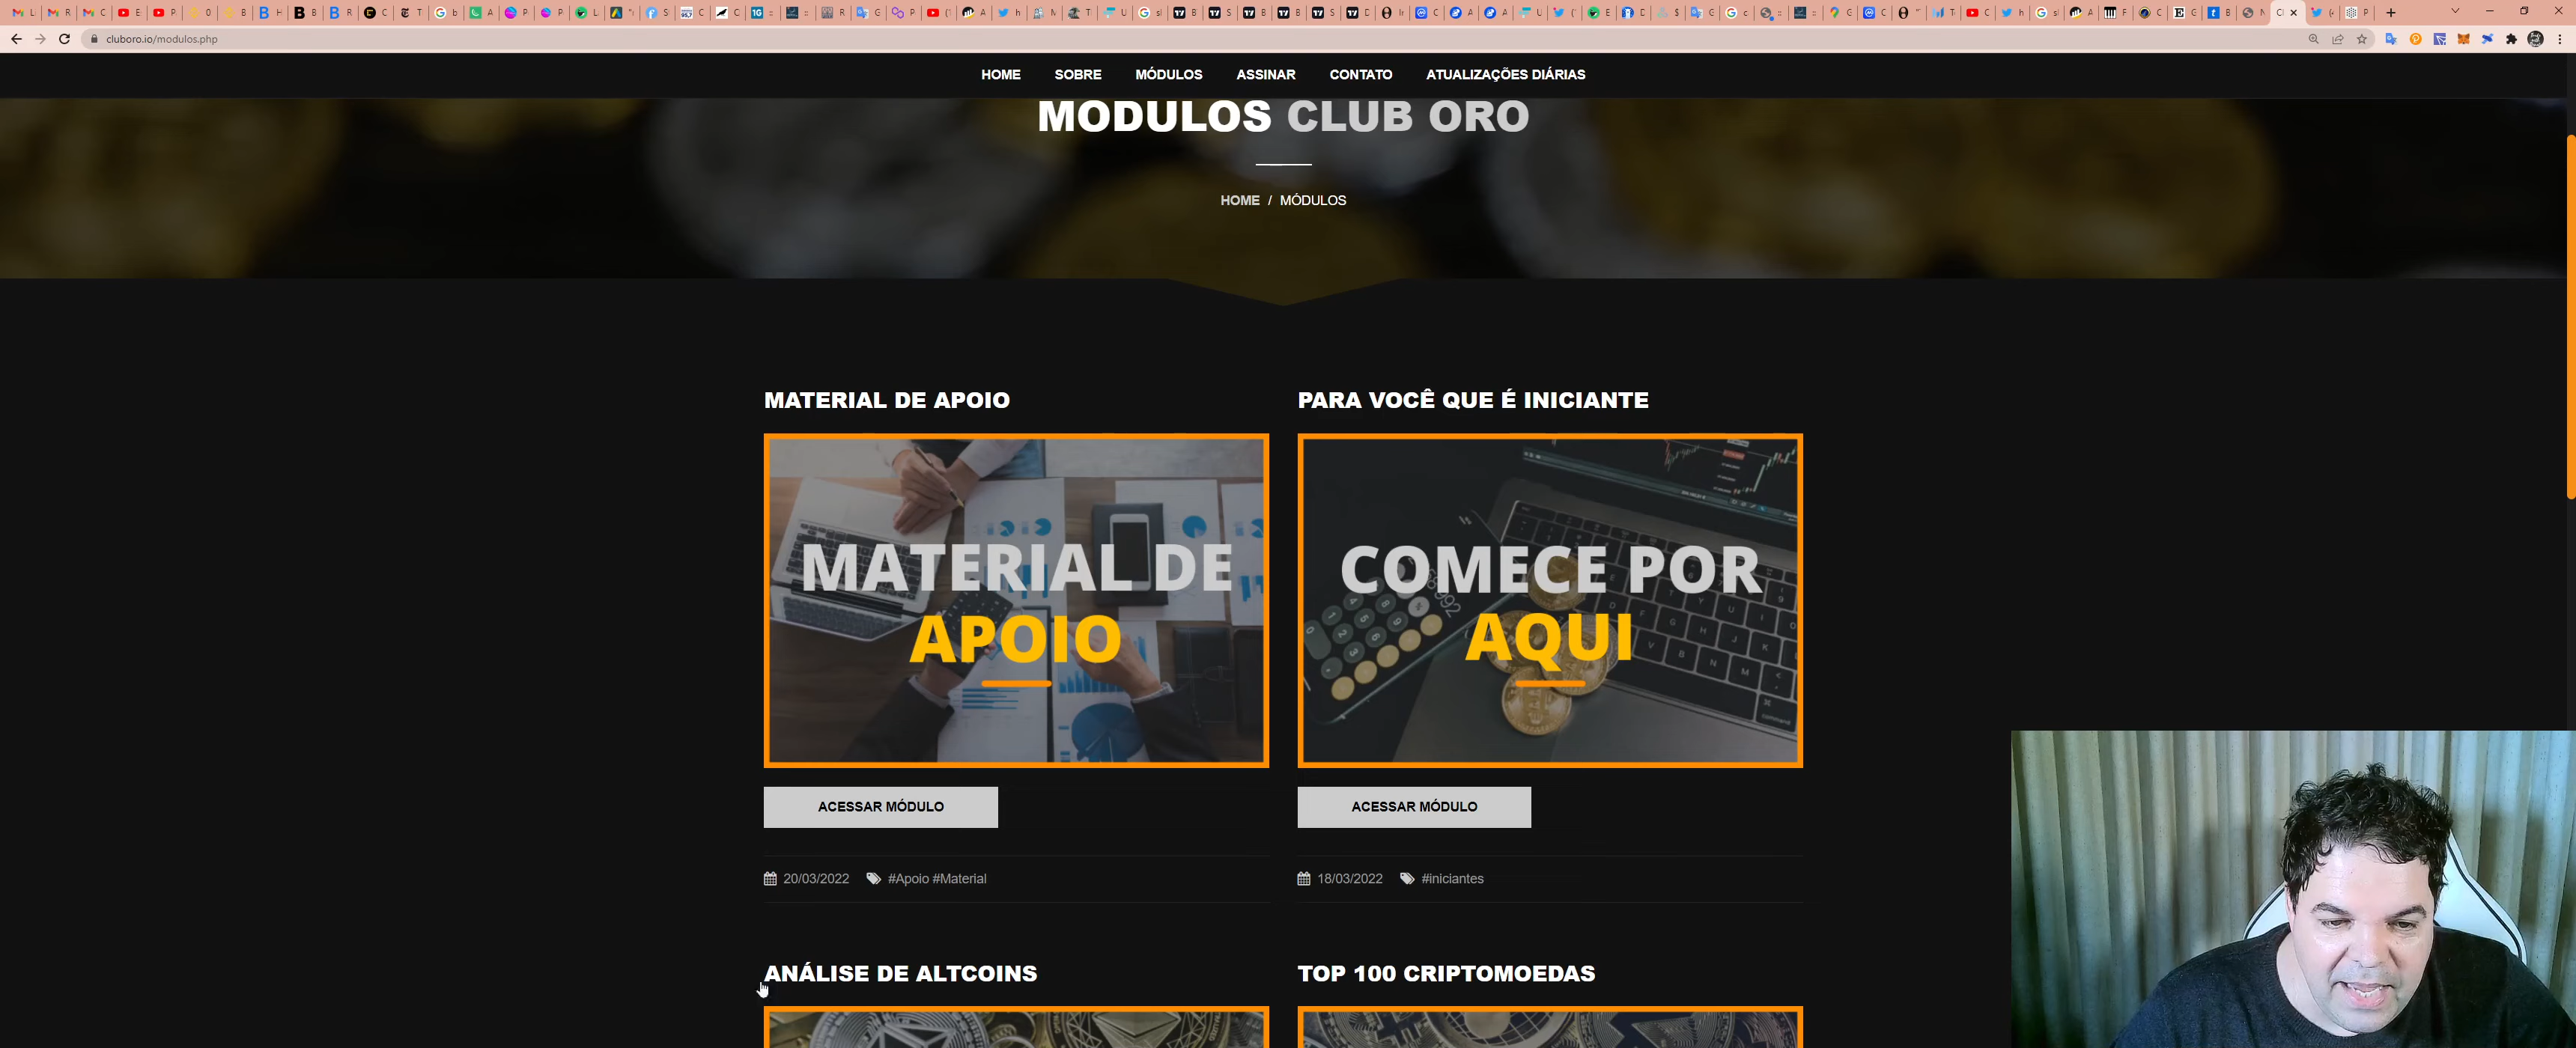 cluboro.io/modulos.php
HOME SOBRE MÓDULOS ASSINAR CONTATO ATUALIZAÇÕES DIÁRIAS
MODULOS CLUB ORO
HOME / MÓDULOS
MATERIAL DE APOIO
PARA VOCÊ QUE É INICIANTE
MATERIAL DE
APOIO
COMECE POR
AQUI
ACESSAR MÓDULO
ACESSAR MÓDULO
20/03/2022 #Apoio #Material
18/03/2022 #iniciantes
ANÁLISE DE ALTCOINS
TOP 100 CRIPTOMOEDAS